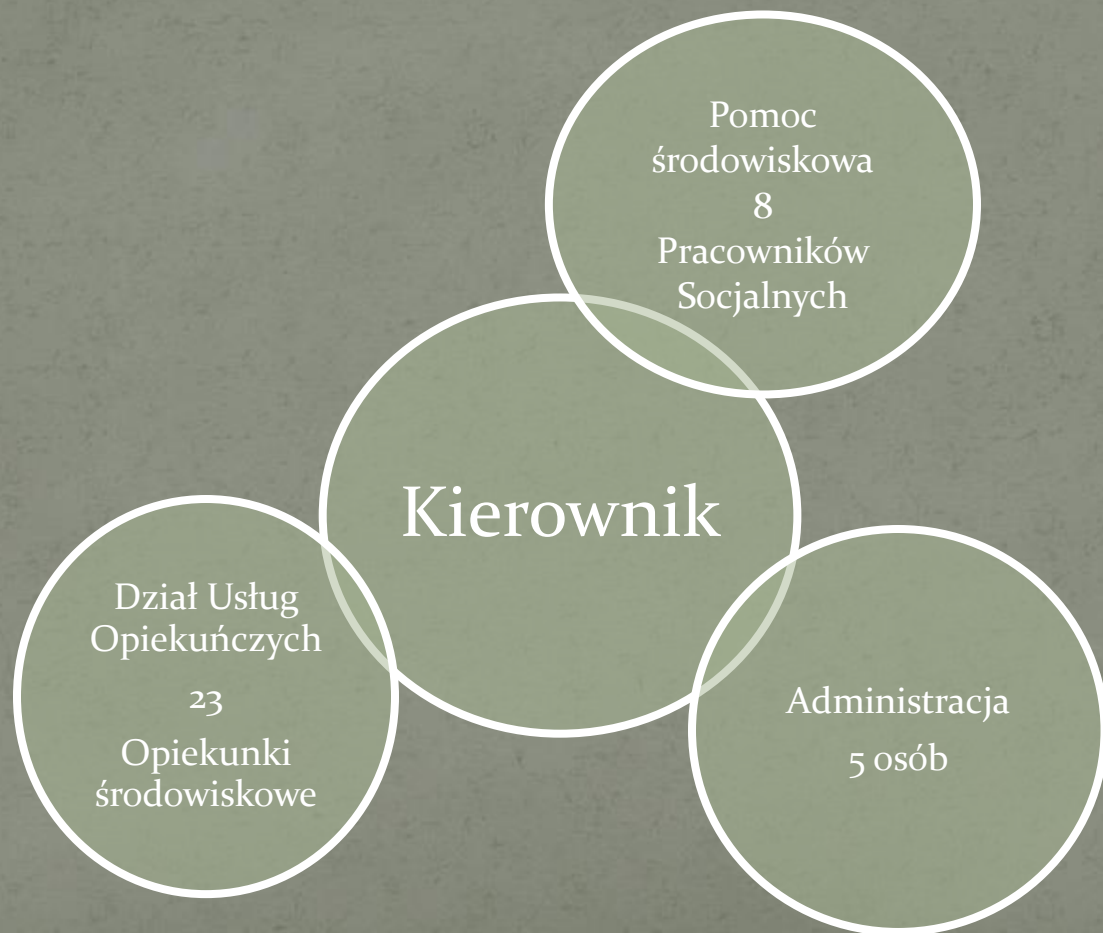 Pomoc
środowiskowa
8
Pracowników
Socjalnych
Kierownik
Dział Usług
Opiekuńczych
23
Opiekunki
środowiskowe
Administracja
5 osób